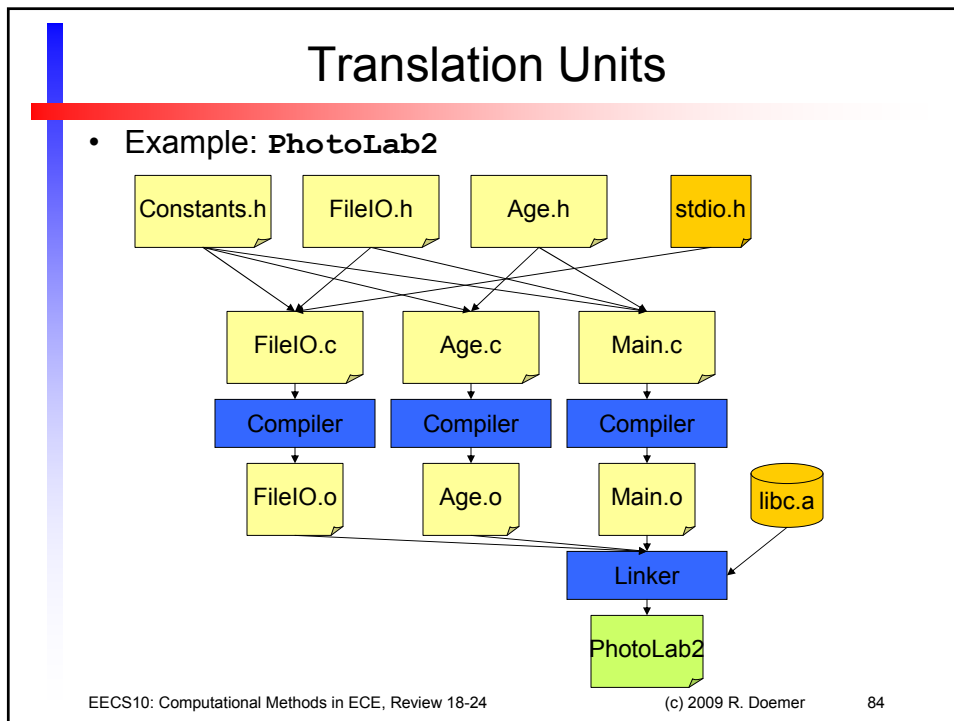 Translation Units
• Example: PhotoLab2
Constants.h FileIO.h Age.h stdio.h
FileIO.c Age.c Main.c
Compiler Compiler Compiler
FileIO.o Age.o Main.o libc.a
Linker
PhotoLab2
EECS10: Computational Methods in ECE, Review 18-24 (c) 2009 R. Doemer 84